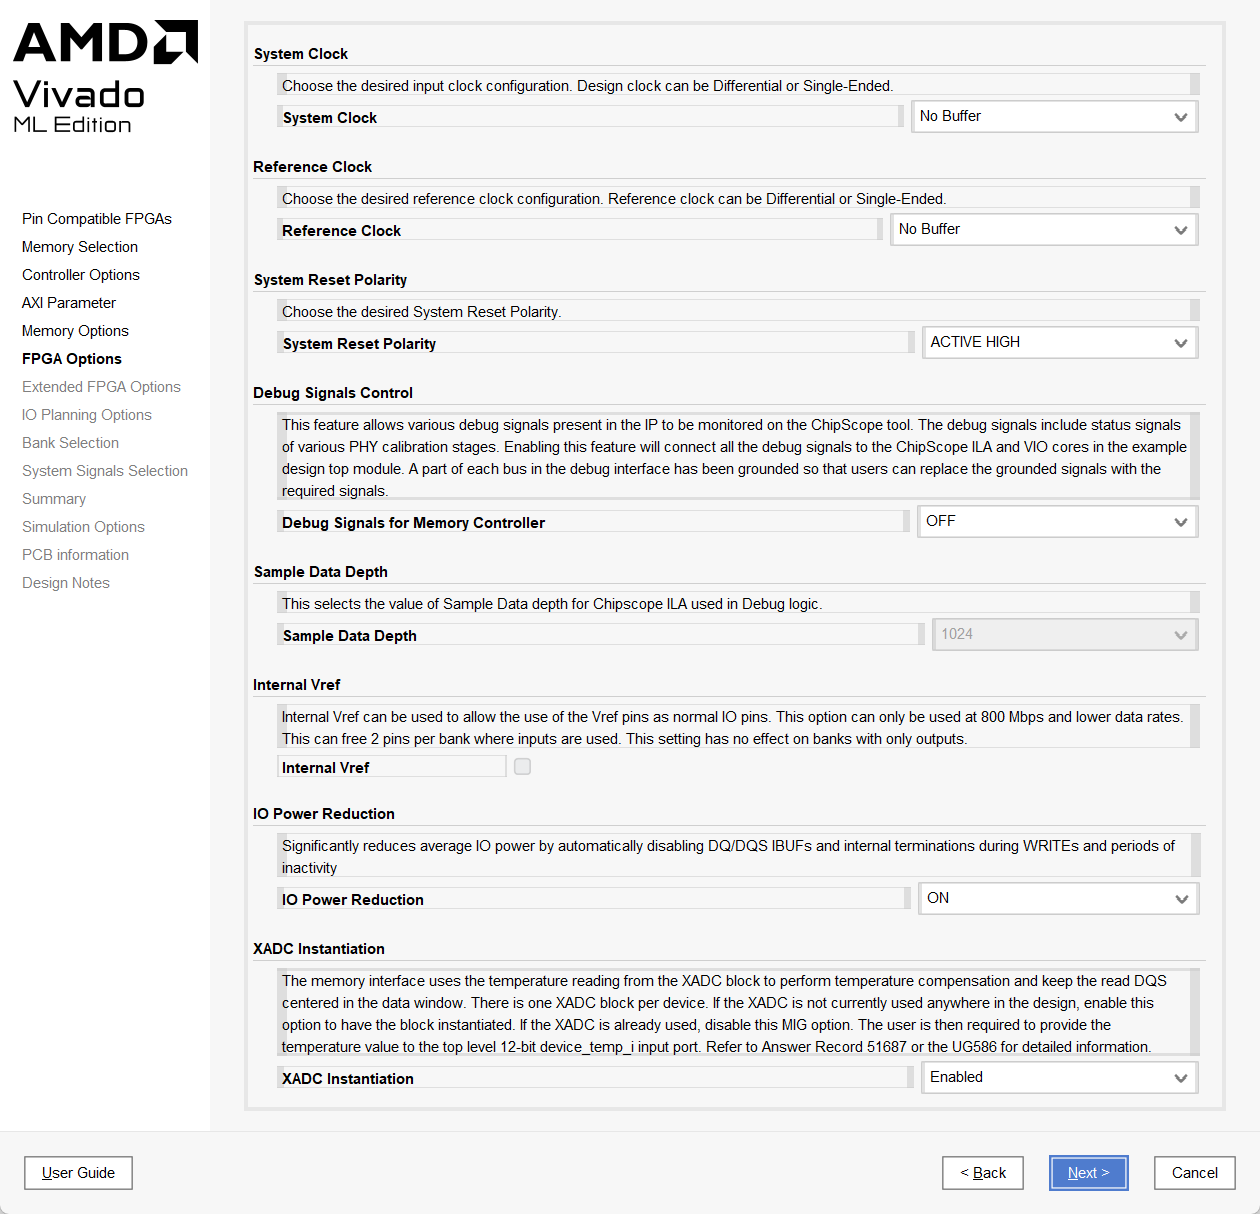 AMD
Vivado
ML Edition
Pin Compatible FPGAs
Memory Selection
Controller Options
AXI Parameter
Memory Options
FPGA Options
Extended FPGA Options
IO Planning Options
Bank Selection
System Signals Selection
Summary
Simulation Options
PCB information
Design Notes
System Clock
Choose the desired input clock configuration. Design clock can be Differential or Single-Ended.
System Clock No Buffer
Reference Clock
Choose the desired reference clock configuration. Reference clock can be Differential or Single-Ended.
Reference Clock No Buffer
System Reset Polarity
Choose the desired System Reset Polarity.
System Reset Polarity ACTIVE HIGH
Debug Signals Control
This feature allows various debug signals present in the IP to be monitored on the ChipScope tool. The debug signals include status signals
of various PHY calibration stages. Enabling this feature will connect all the debug signals to the ChipScope ILA and VIO cores in the example
design top module. A part of each bus in the debug interface has been grounded so that users can replace the grounded signals with the
required signals.
Debug Signals for Memory Controller OFF
Sample Data Depth
This selects the value of Sample Data depth for Chipscope ILA used in Debug logic.
Sample Data Depth 1024
Internal Vref
Internal Vref can be used to allow the use of the Vref pins as normal IO pins. This option can only be used at 800 Mbps and lower data rates.
This can free 2 pins per bank where inputs are used. This setting has no effect on banks with only outputs.
Internal Vref
IO Power Reduction
Significantly reduces average IO power by automatically disabling DQ/DQS IBUFs and internal terminations during WRITEs and periods of
inactivity
IO Power Reduction ON
XADC Instantiation
The memory interface uses the temperature reading from the XADC block to perform temperature compensation and keep the read DQS
centered in the data window. There is one XADC block per device. If the XADC is not currently used anywhere in the design, enable this
option to have the block instantiated. If the XADC is already used, disable this MIG option. The user is then required to provide the
temperature value to the top level 12-bit device_temp_i input port. Refer to Answer Record 51687 or the UG586 for detailed information.
XADC Instantiation Enabled
User Guide < Back Next > Cancel